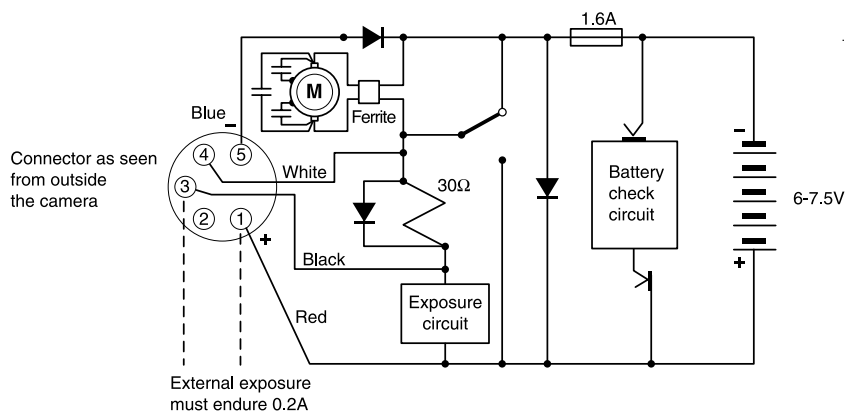 1.6A
M
Ferrite
Blue
−
4
5
Connector as seen
from outside
the camera
White
3
30Ω
Battery
check
circuit
−
6-7.5V
2
1
+
Black
+
Exposure
circuit
Red
External exposure
must endure 0.2A